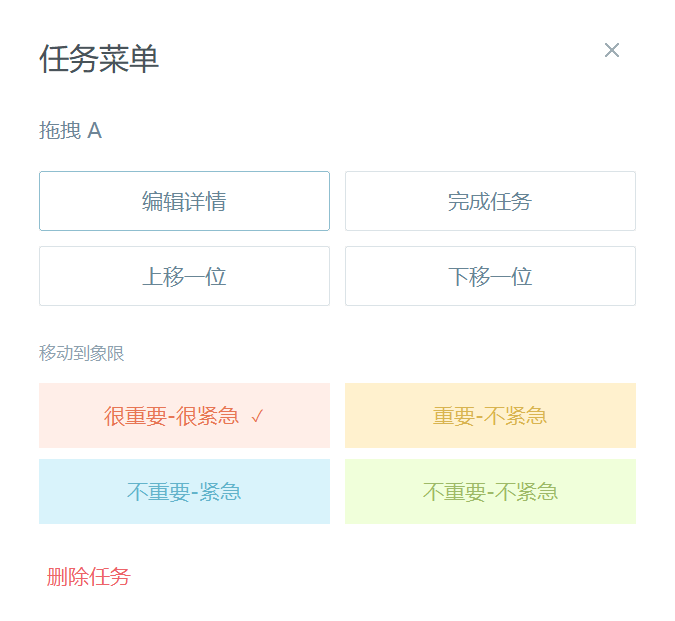 任务菜单
拖拽 A
编辑详情
完成任务
上移一位
下移一位
移动到象限
很重要-很紧急 ✓
重要-不紧急
不重要-紧急
不重要-不紧急
删除任务